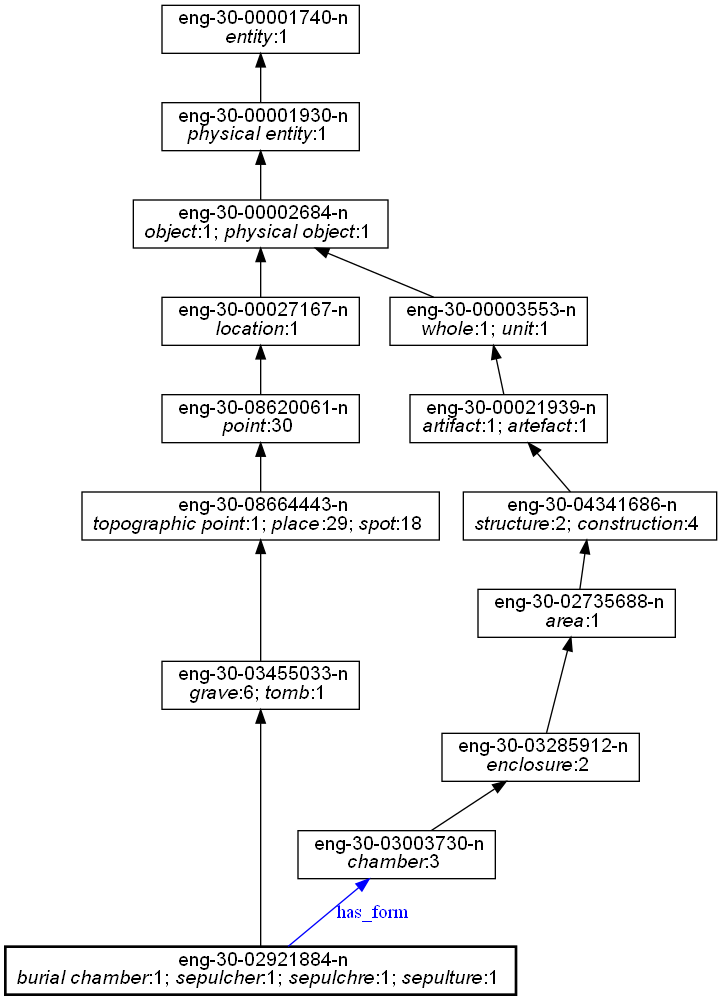 eng-30-00001740-n
entity:1
eng-30-00001930-n
physical entity:1
eng-30-00002684-n
object:1; physical object:1
eng-30-00027167-n
location:1
eng-30-00003553-n
whole:1; unit:1
eng-30-08620061-n
point:30
eng-30-00021939-n
artifact:1; artefact:1
eng-30-08664443-n
topographic point:1; place:29; spot:18
eng-30-04341686-n
structure:2; construction:4
eng-30-02735688-n
area:1
eng-30-03455033-n
grave:6; tomb:1
eng-30-03285912-n
enclosure:2
eng-30-03003730-n
chamber:3
has_form
eng-30-02921884-n
burial chamber:1; sepulcher:1; sepulchre:1; sepulture:1